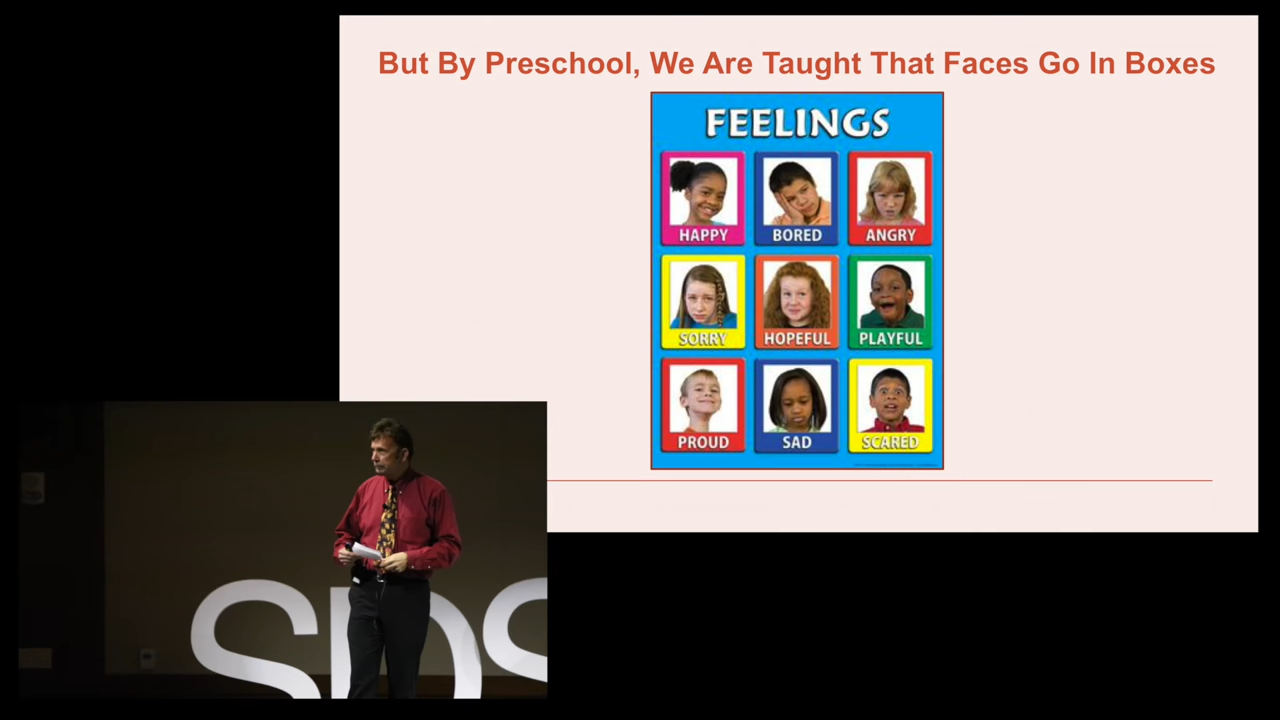 But By Preschool, We Are Taught That Faces Go In Boxes
FEELINGS
HAPPY BORED ANGRY
SORRY HOPEFUL PLAYFUL
PROUD SAD SCARED
SDS